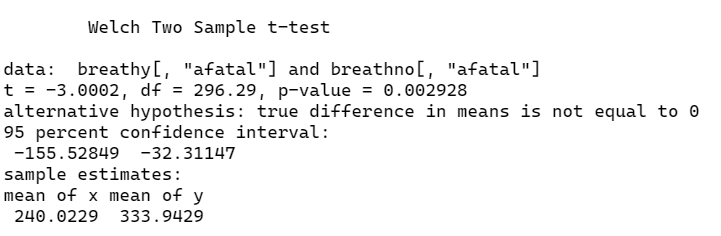 Welch Two Sample t-test
data:  breathy[, "afatal"] and breathno[, "afatal"]
t = -3.0002, df = 296.29, p-value = 0.002928
alternative hypothesis: true difference in means is not equal to 0
95 percent confidence interval:
 -155.52849  -32.31147
sample estimates:
mean of x mean of y
 240.0229  333.9429